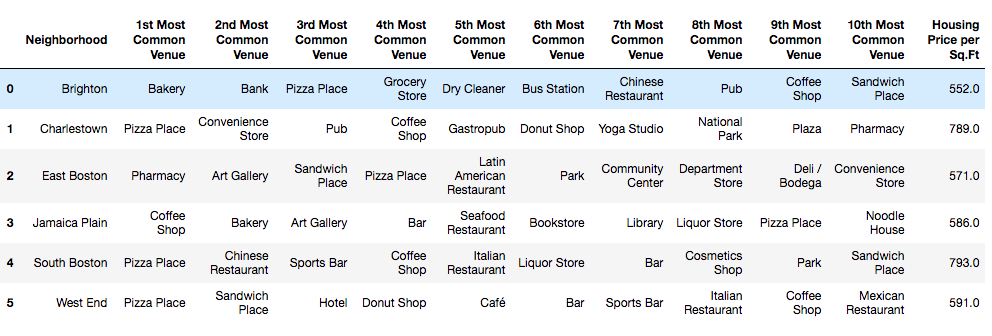 Neighborhood 1st Most Common Venue 2nd Most Common Venue 3rd Most Common Venue 4th Most Common Venue 5th Most Common Venue 6th Most Common Venue 7th Most Common Venue 8th Most Common Venue 9th Most Common Venue 10th Most Common Venue Housing Price per Sq.Ft
0 Brighton Bakery Bank Pizza Place Grocery Store Dry Cleaner Bus Station Chinese Restaurant Pub Coffee Shop Sandwich Place 552.0
1 Charlestown Pizza Place Convenience Store Pub Coffee Shop Gastropub Donut Shop Yoga Studio National Park Plaza Pharmacy 789.0
2 East Boston Pharmacy Art Gallery Sandwich Place Pizza Place Latin American Restaurant Park Community Center Department Store Deli / Bodega Convenience Store 571.0
3 Jamaica Plain Coffee Shop Bakery Art Gallery Bar Seafood Restaurant Bookstore Library Liquor Store Pizza Place Noodle House 586.0
4 South Boston Pizza Place Chinese Restaurant Sports Bar Coffee Shop Italian Restaurant Liquor Store Bar Cosmetics Shop Park Sandwich Place 793.0
5 West End Pizza Place Sandwich Place Hotel Donut Shop Café Bar Sports Bar Italian Restaurant Coffee Shop Mexican Restaurant 591.0